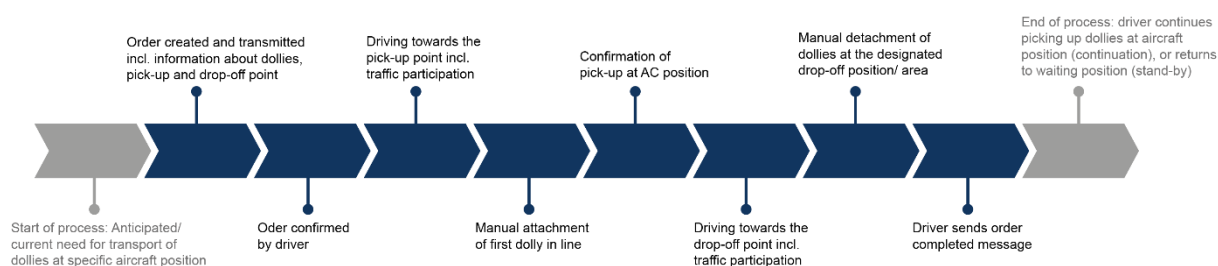 Start of process: Anticipated/
current need for transport of
dollies at specific aircraft position
Order created and transmitted
incl. information about dollies,
pick-up and drop-off point
Oder confirmed
by driver
Driving towards the
pick-up point incl.
traffic participation
Manual attachment
of first dolly in line
Confirmation of
pick-up at AC position
Driving towards the
drop-off point incl.
traffic participation
Manual detachment of
dollies at the designated
drop-off position/ area
Driver sends order
completed message
End of process: driver continues
picking up dollies at aircraft
position (continuation), or returns
to waiting position (stand-by)